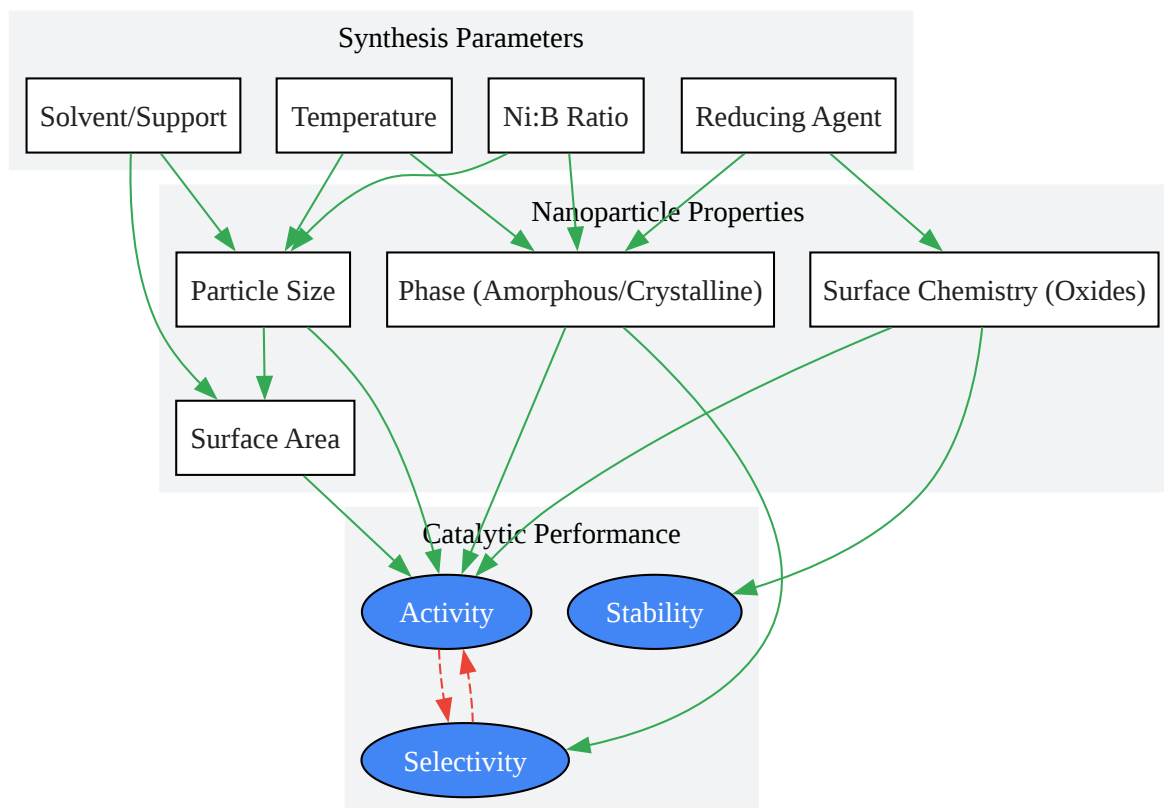 Synthesis Parameters
Solvent/Support
Temperature
Ni:B Ratio
Reducing Agent
Nanoparticle Properties
Particle Size
Phase (Amorphous/Crystalline)
Surface Chemistry (Oxides)
Surface Area
Catalytic Performance
Activity
Stability
Selectivity